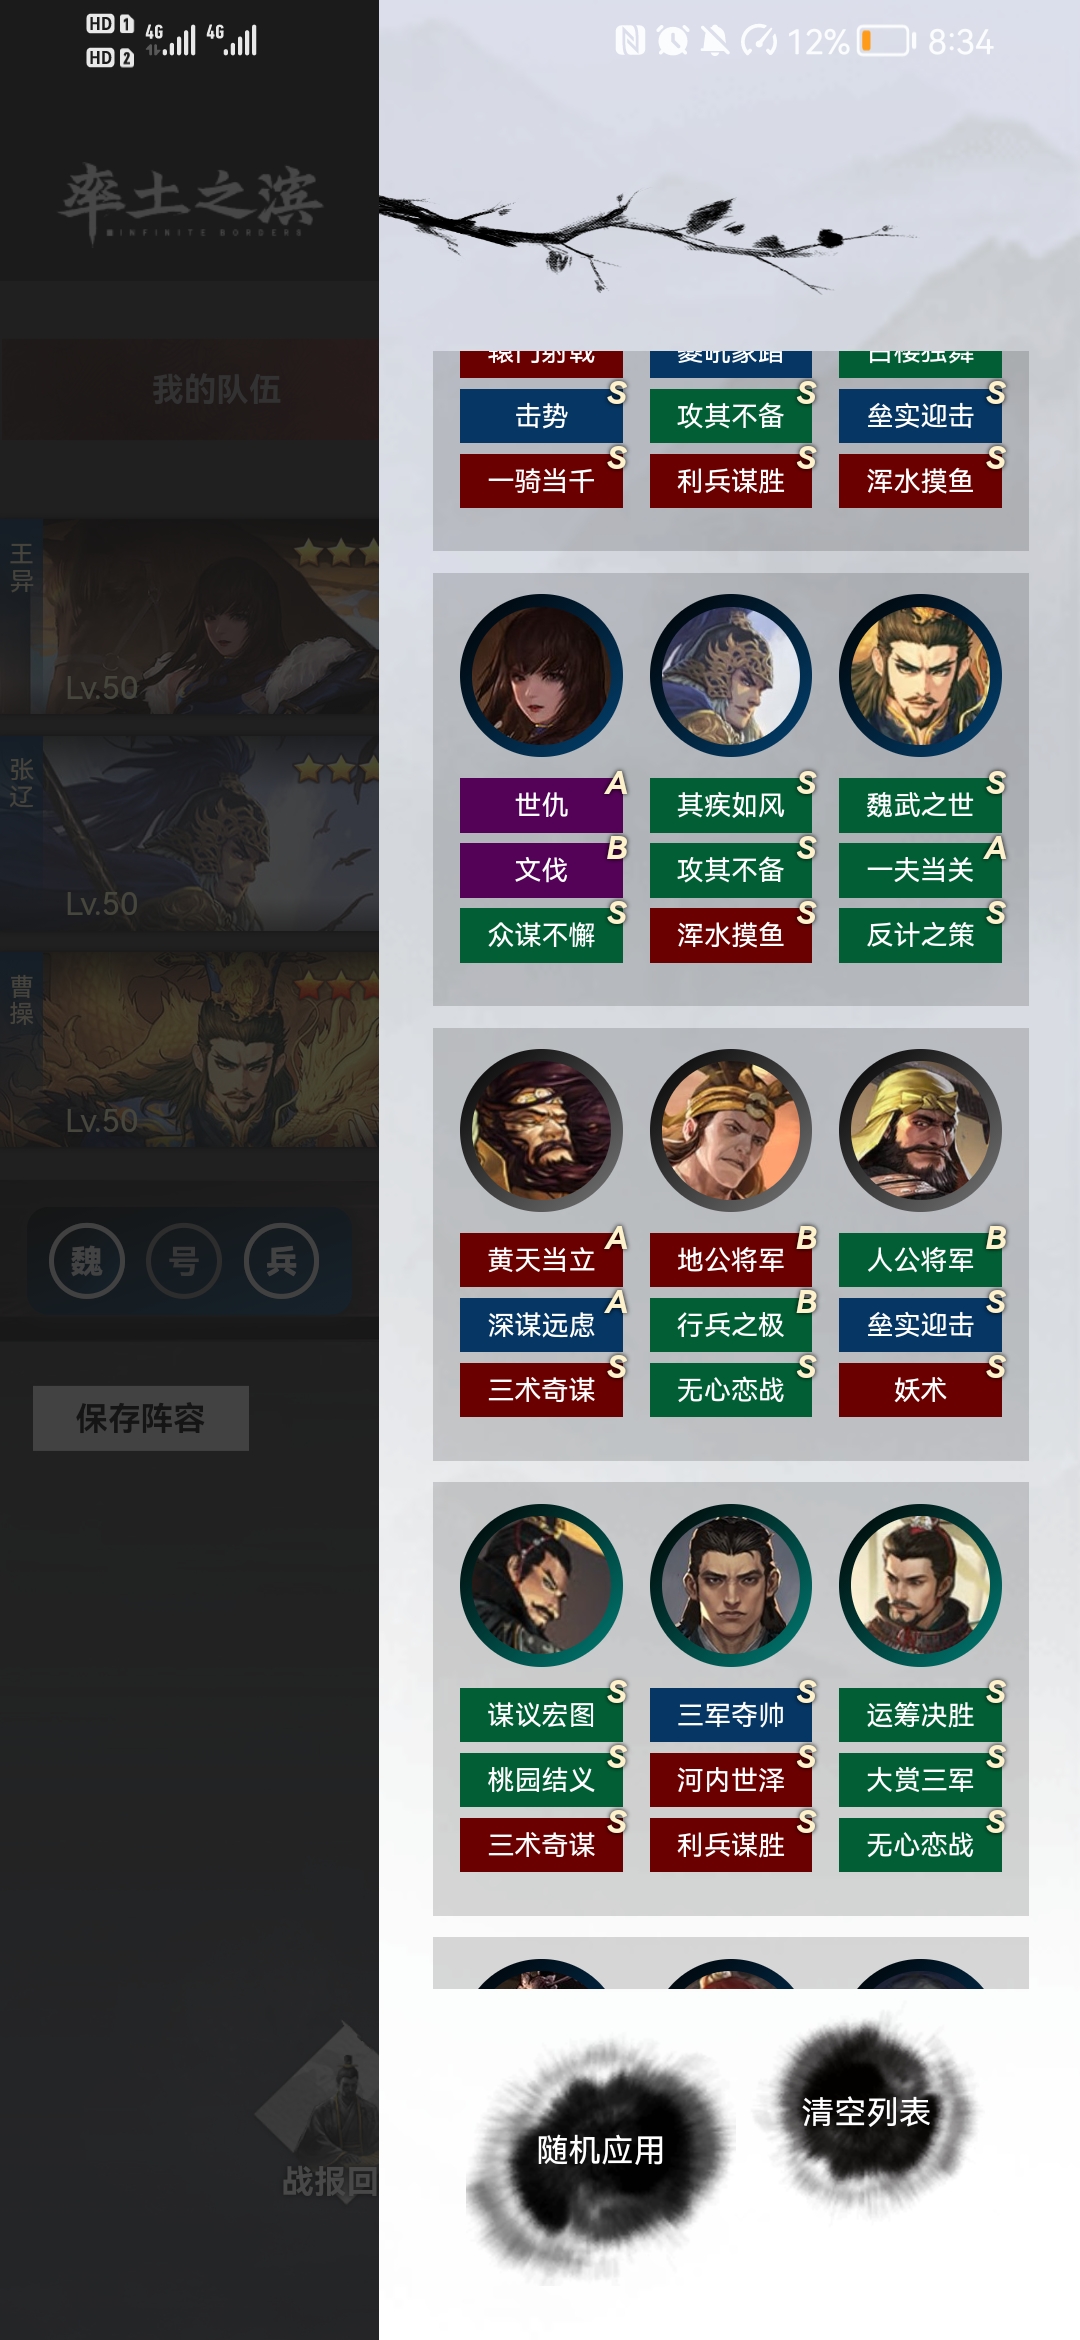 HD 1 4G 4G
HD 2
12% 8:34
率土之滨
INFINITE BORDERS
我的队伍
王异
Lv.50
张辽
Lv.50
曹操
Lv.50
魏 号 兵
保存阵容
战报回
辕门射戟
击势 S 攻其不备 S 垒实迎击 S
一骑当千 S 利兵谋胜 S 浑水摸鱼 S
世仇 A 其疾如风 S 魏武之世 S
文伐 B 攻其不备 S 一夫当关 A
众谋不懈 S 浑水摸鱼 S 反计之策 S
黄天当立 A 地公将军 B 人公将军 B
深谋远虑 A 行兵之极 B 垒实迎击 S
三术奇谋 S 无心恋战 S 妖术 S
谋议宏图 S 三军夺帅 S 运筹决胜 S
桃园结义 S 河内世泽 S 大赏三军 S
三术奇谋 S 利兵谋胜 S 无心恋战 S
随机应用
清空列表